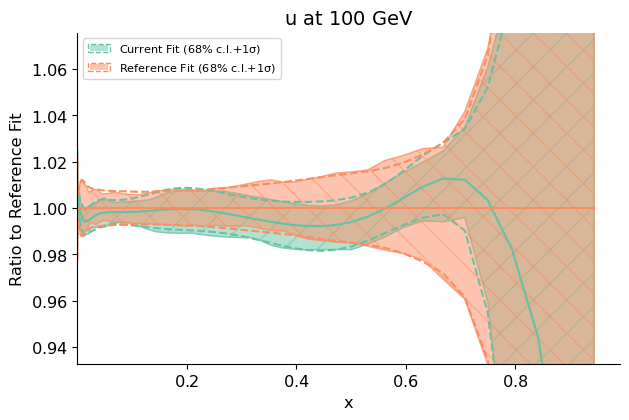 u at 100 GeV
Current Fit (68% c.l.+1σ)
Reference Fit (68% c.l.+1σ)
Ratio to Reference Fit
1.06
1.04
1.02
1.00
0.98
0.96
0.94
0.2
0.4
0.6
0.8
x